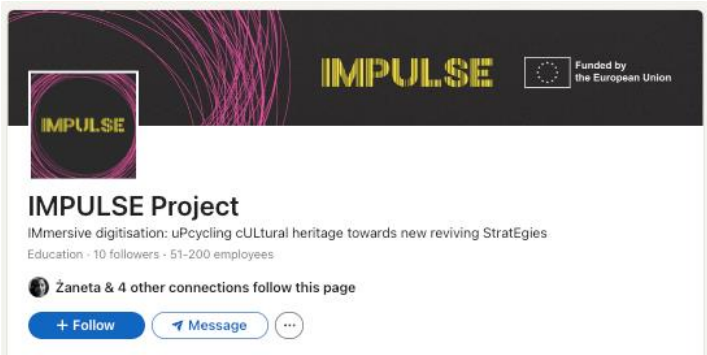 IMPULSE
Funded by
the European Union
IMPULSE
IMPULSE Project
IMmersive digitisation: uPcycling cULtural heritage towards new reviving StratEgies
Education · 10 followers · 51-200 employees
Żaneta & 4 other connections follow this page
+ Follow Message ···